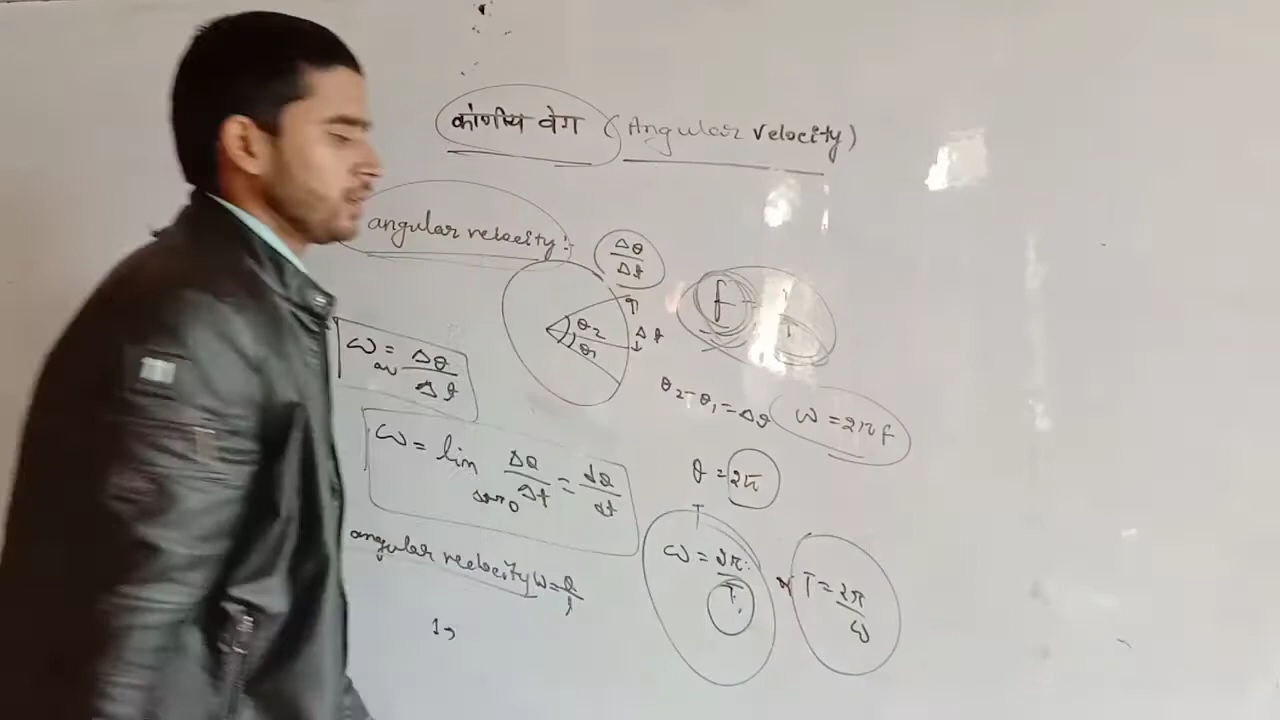 कोणीय वेग (Angular velocity)
angular velocity:-
Δθ/Δt
θ2
θ1
Δt
f = 1/T
ω av = Δθ/Δt
θ2-θ1=Δθ
ω = 2πf
ω = lim Δt→0 Δθ/Δt = dθ/dt
θ = 2π
T
angular velocity ω=θ/t
ω = 2π/T
T = 2π/ω